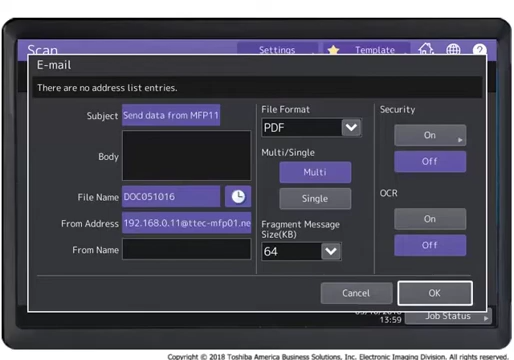 Scan
Settings
Template
?
E-mail
There are no address list entries.
Subject
Send data from MFP11
Body
File Name
DOC051016
From Address
192.168.0.11@ttec-mfp01.ne
From Name
File Format
PDF
Multi/Single
Multi
Single
Fragment Message
Size(KB)
64
Security
On
Off
OCR
On
Off
Cancel
OK
13:59
Job Status
Copyright © 2018 Toshiba America Business Solutions, Inc. Electronic Imaging Division. All rights reserved.